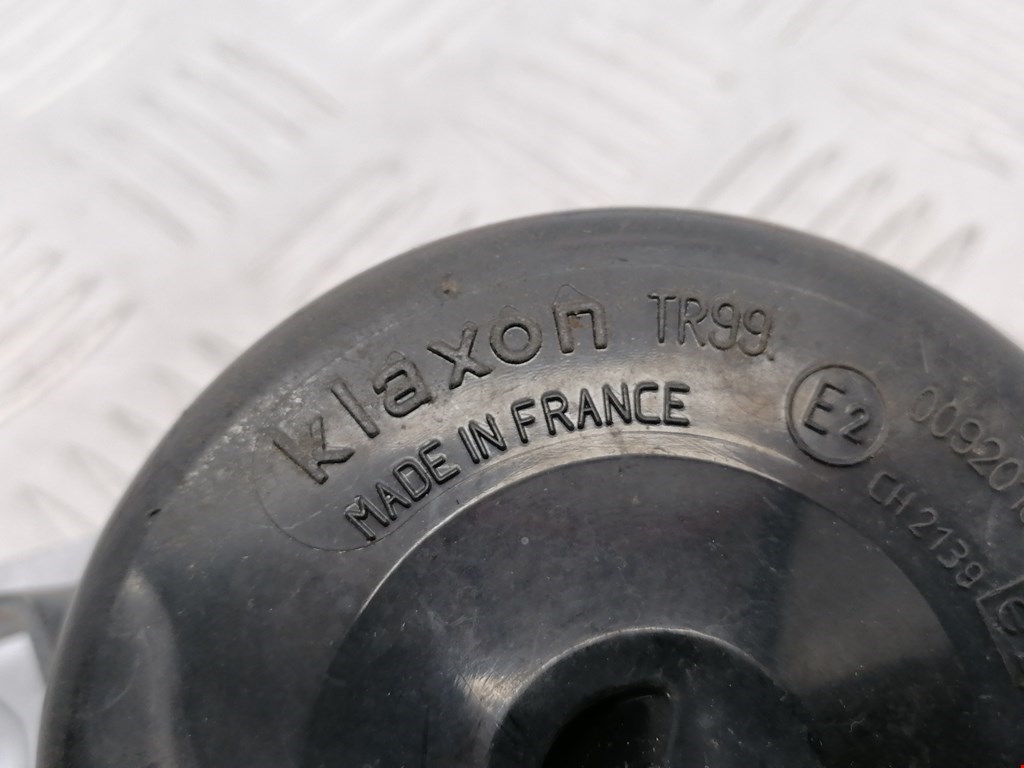 klaxon TR99
MADE IN FRANCE
E2
CH 2139